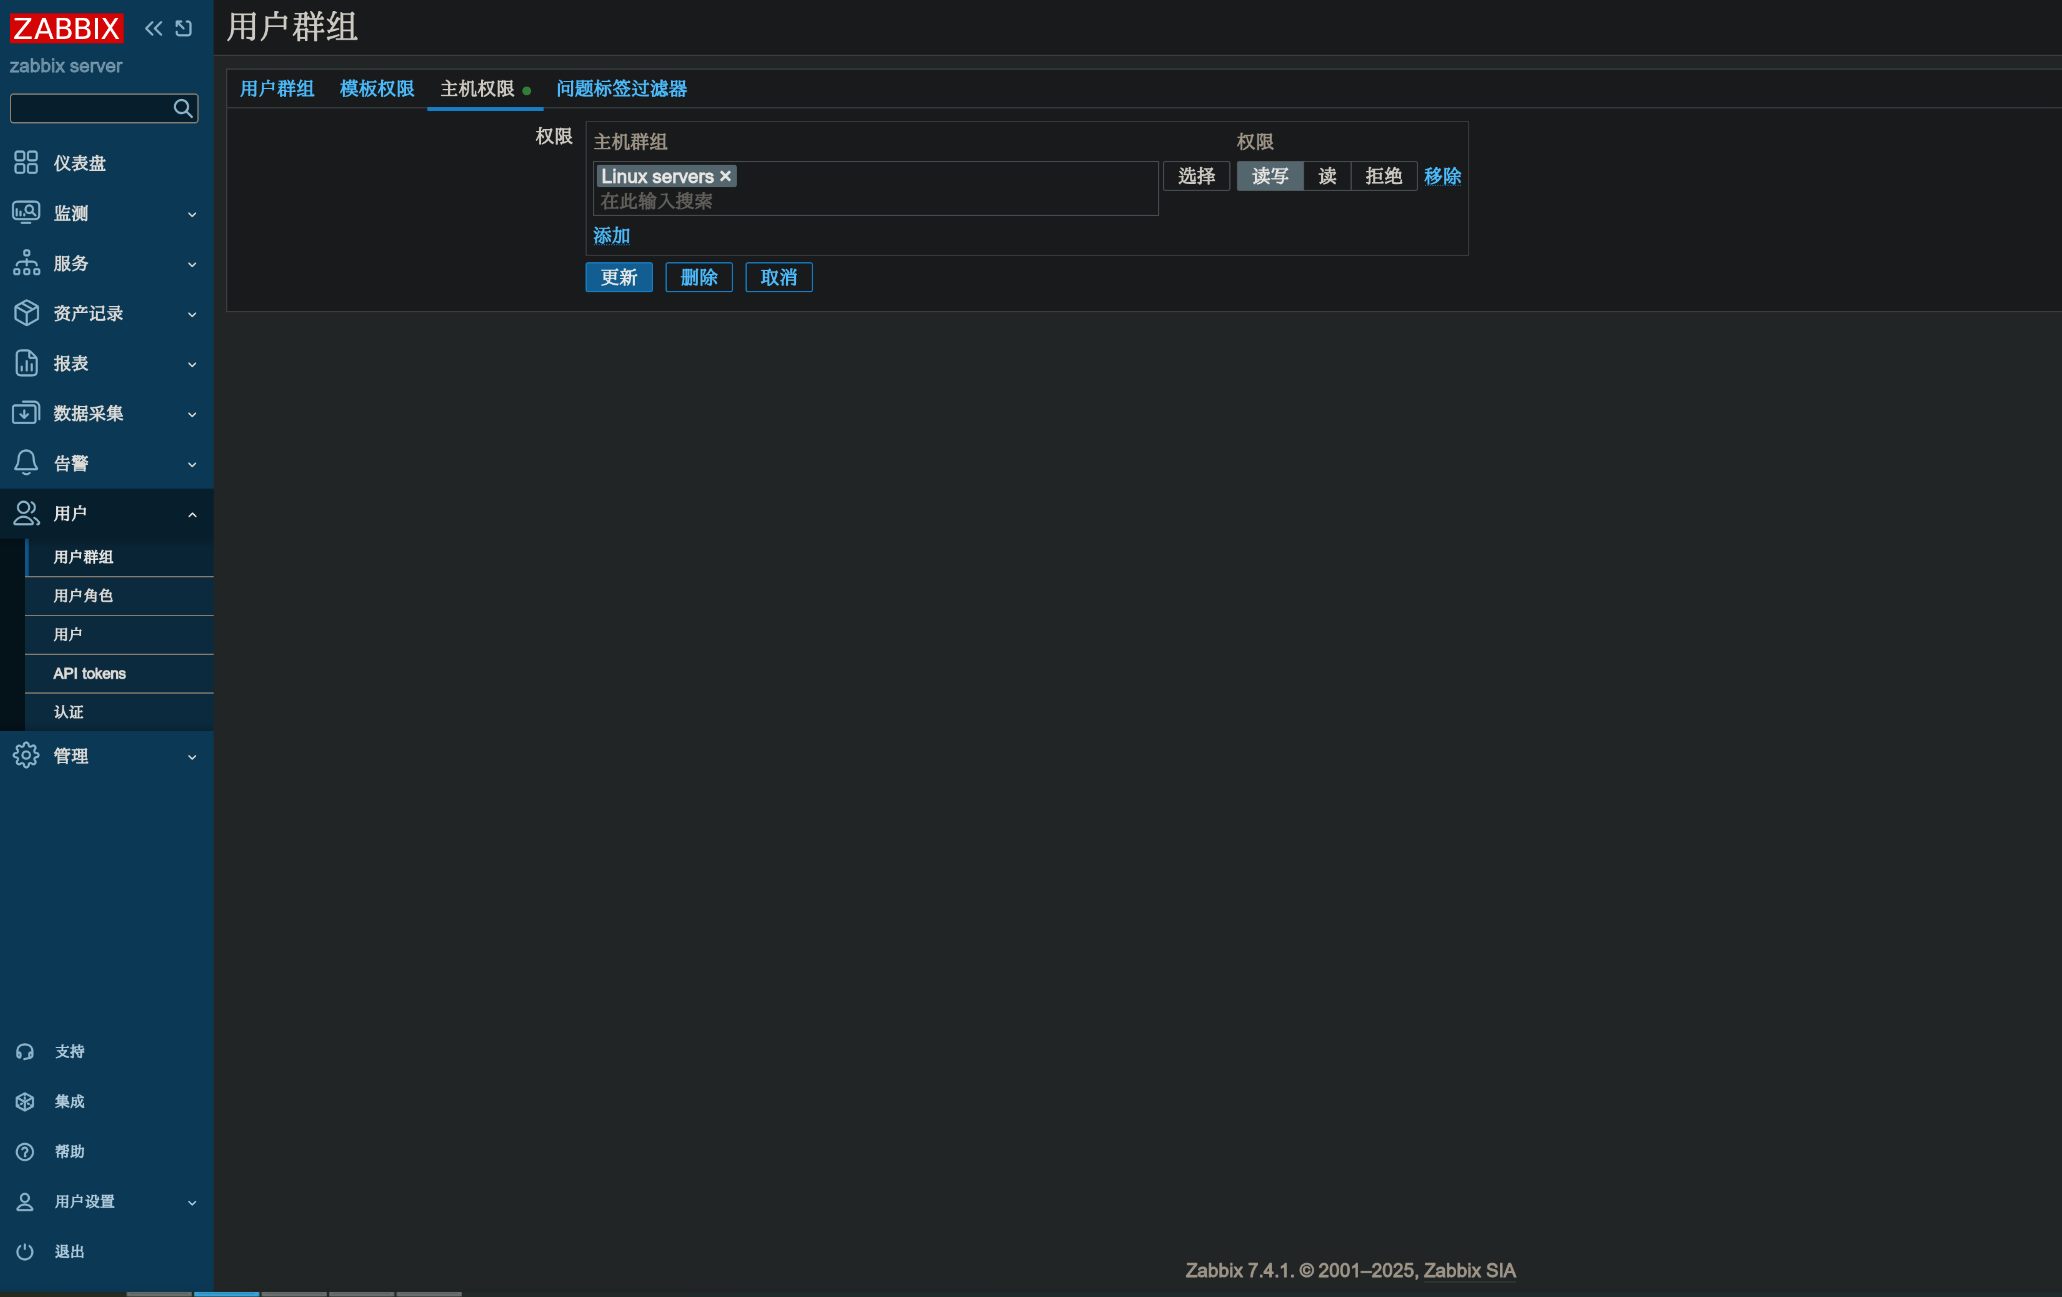 ZABBIX
zabbix server
仪表盘
监测
服务
资产记录
报表
数据采集
告警
用户
用户群组
用户角色
用户
API tokens
认证
管理
支持
集成
帮助
用户设置
退出
用户群组
用户群组 模板权限 主机权限 问题标签过滤器
权限 主机群组 权限
Linux servers 选择 读写 读 拒绝 移除
在此输入搜索
添加
更新 删除 取消
Zabbix 7.4.1. © 2001–2025, Zabbix SIA